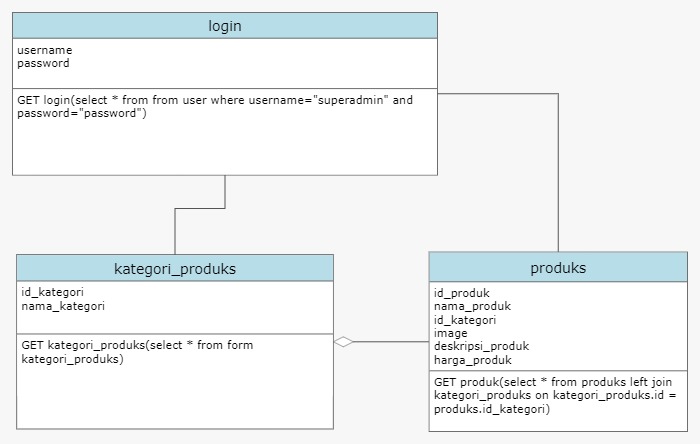 login
username
password
GET login(select * from from user where username="superadmin" and
password="password")
kategori_produks
id_kategori
nama_kategori
GET kategori_produks(select * from form
kategori_produks)
produks
id_produk
nama_produk
id_kategori
image
deskripsi_produk
harga_produk
GET produk(select * from produks left join
kategori_produks on kategori_produks.id =
produks.id_kategori)